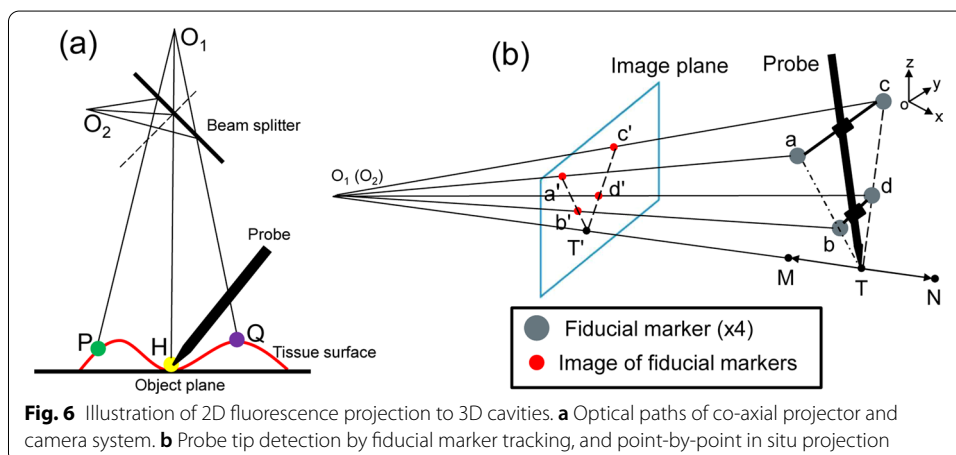 (a)
O1
O2
Beam splitter
Probe
P
H
Q
Tissue surface
Object plane
(b)
Image plane
Probe
z
y
o
x
c
a
c'
O1 (O2)
a'
d'
d
b'
b
T'
M
T
N
Fiducial marker (x4)
Image of fiducial markers
Fig. 6 Illustration of 2D fluorescence projection to 3D cavities. a Optical paths of co-axial projector and
camera system. b Probe tip detection by fiducial marker tracking, and point-by-point in situ projection